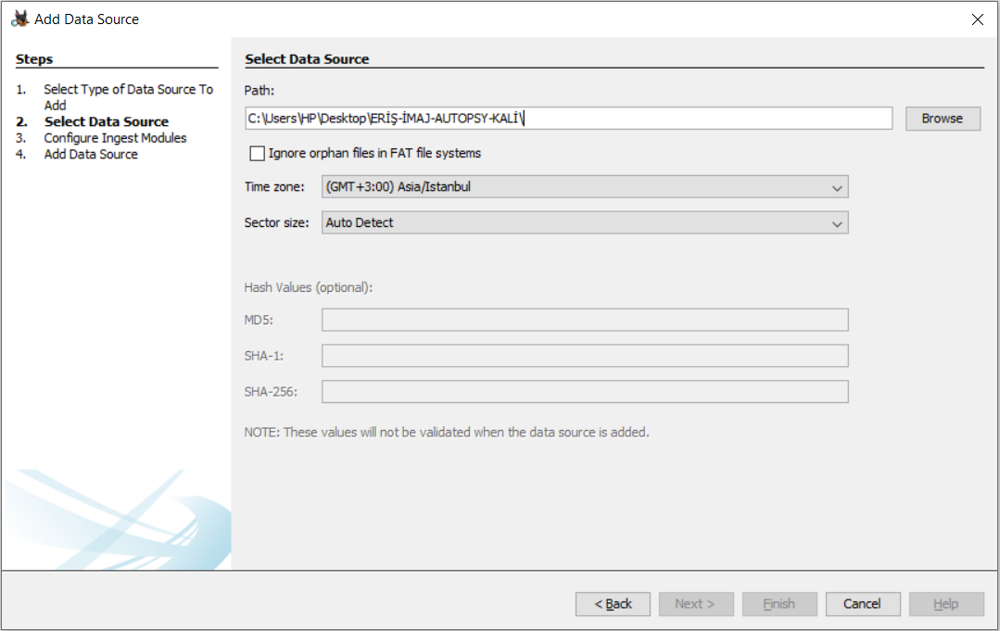 Add Data Source
Steps
1. Select Type of Data Source To
Add
2. Select Data Source
3. Configure Ingest Modules
4. Add Data Source
Select Data Source
Path:
C:\Users\HP\Desktop\ERİŞ-İMAJ-AUTOPSY-KALİ\
Browse
Ignore orphan files in FAT file systems
Time zone: (GMT+3:00) Asia/Istanbul
Sector size: Auto Detect
Hash Values (optional):
MD5:
SHA-1:
SHA-256:
NOTE: These values will not be validated when the data source is added.
< Back Next > Finish Cancel Help